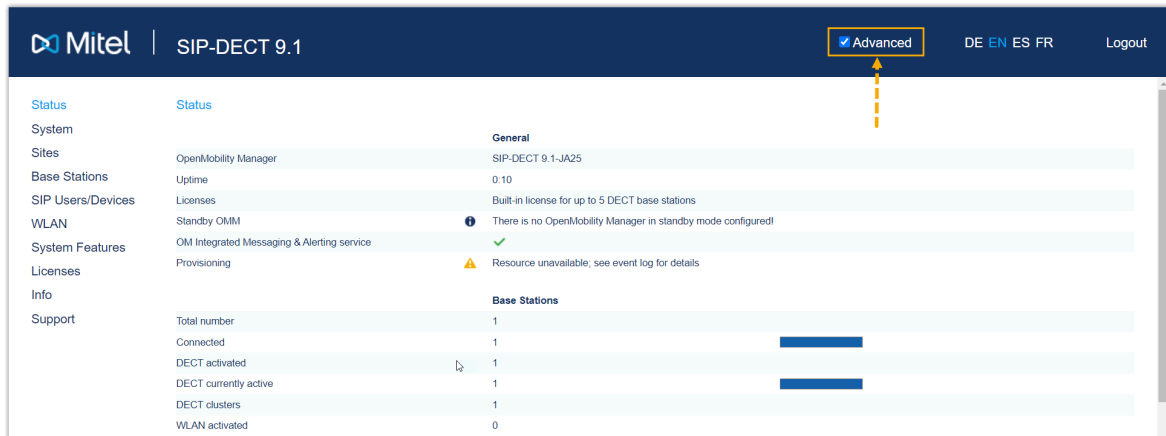 Mitel | SIP-DECT 9.1 Advanced DE EN ES FR Logout
Status
System
Sites
Base Stations
SIP Users/Devices
WLAN
System Features
Licenses
Info
Support
Status
General
OpenMobility Manager SIP-DECT 9.1-JA25
Uptime 0:10
Licenses Built-in license for up to 5 DECT base stations
Standby OMM There is no OpenMobility Manager in standby mode configured!
OM Integrated Messaging & Alerting service
Provisioning Resource unavailable; see event log for details
Base Stations
Total number 1
Connected 1
DECT activated 1
DECT currently active 1
DECT clusters 1
WLAN activated 0